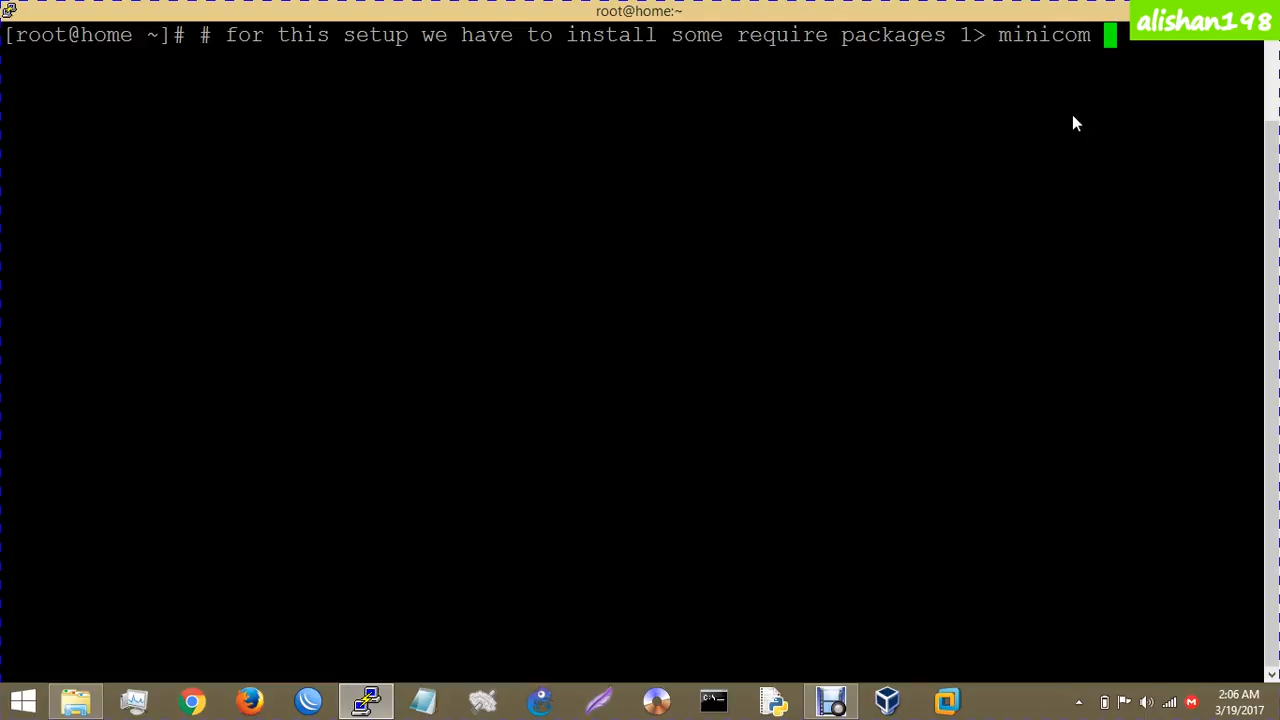 root@home:~
alishan198
[root@home ~]# # for this setup we have to install some require packages 1> minicom
C:\_
2:06 AM
3/19/2017